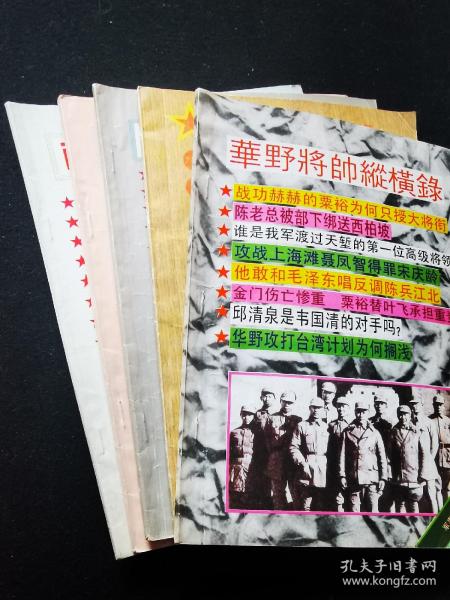 華野将帥縱橫錄
★战功赫赫的粟裕为何只授大将衔
★陈老总被部下绑送西柏坡
★谁是我军渡过天堑的第一位高级将领
★攻战上海滩聂凤智得罪宋庆龄
★他敢和毛泽东唱反调陈兵江北
★金门伤亡惨重 粟裕替叶飞承担重
★邱清泉是韦国清的对手吗?
★华野攻打台湾计划为何搁浅
孔夫子旧书网
www.kongfz.com